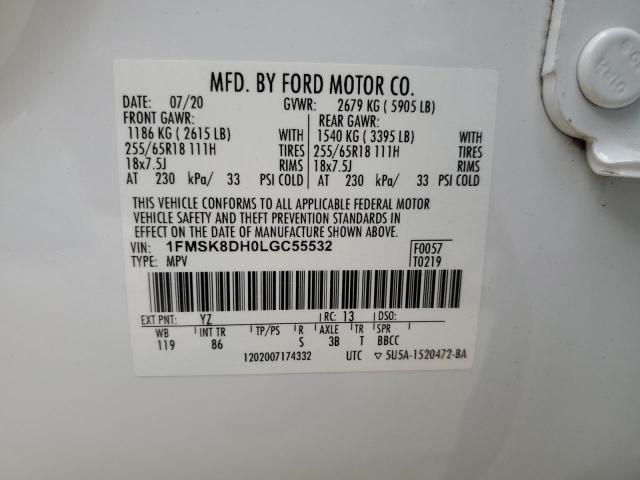 MFD. BY FORD MOTOR CO.
DATE: 07/20 GVWR: 2679 KG ( 5905 LB)
FRONT GAWR: REAR GAWR:
1186 KG ( 2615 LB) WITH 1540 KG ( 3395 LB) WITH
255/65R18 111H TIRES 255/65R18 111H TIRES
18x7.5J RIMS 18x7.5J RIMS
AT 230 kPa/ 33 PSI COLD AT 230 kPa/ 33 PSI COLD
THIS VEHICLE CONFORMS TO ALL APPLICABLE FEDERAL MOTOR
VEHICLE SAFETY AND THEFT PREVENTION STANDARDS IN
EFFECT ON THE DATE OF MANUFACTURE SHOWN ABOVE.
VIN: 1FMSK8DH0LGC55532 F0057
TYPE: MPV T0219
EXT PNT: YZ RC: 13 DSO:
WB INT TR TP/PS R AXLE TR SPR
119 86 S 3B T BBCC
1202007174332 UTC ▽ 5U5A-1520472-BA